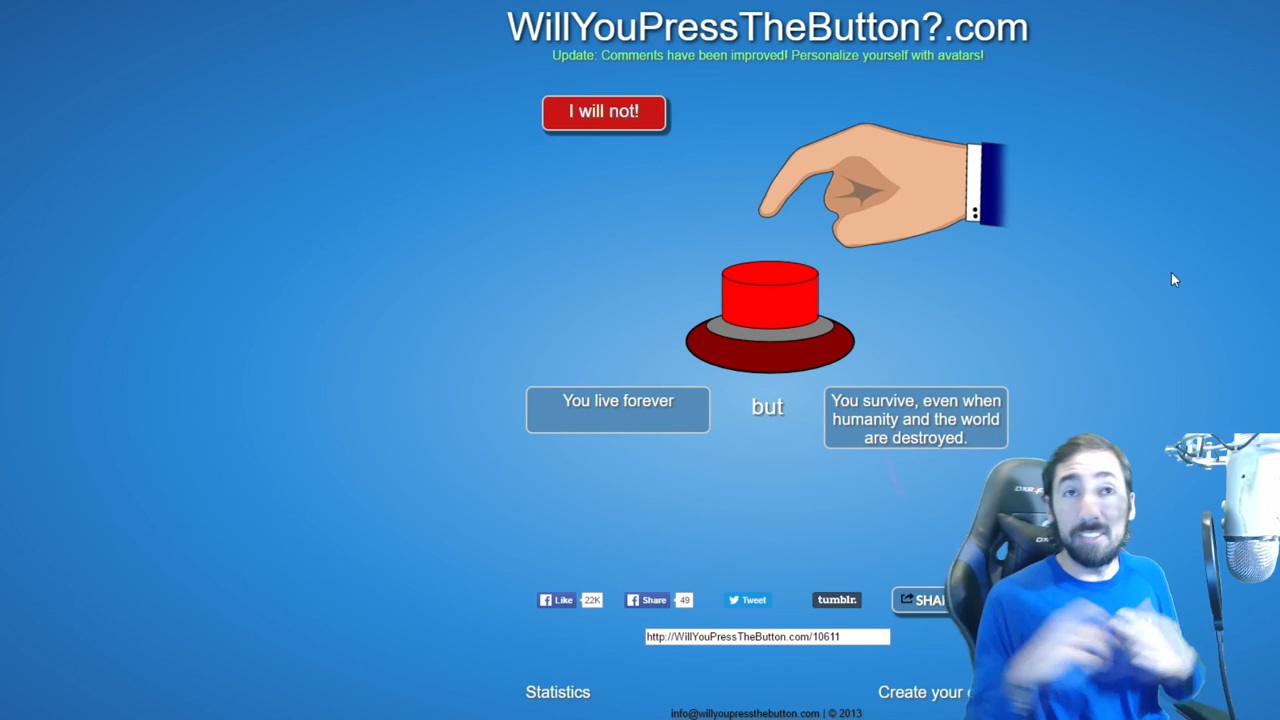 WillYouPressTheButton?.com
Update: Comments have been improved! Personalize yourself with avatars!
I will not!
You live forever
but
You survive, even when
humanity and the world
are destroyed.
Like 22K
Share 49
Tweet
tumblr.
http://WillYouPressTheButton.com/10611
Statistics
Create your
info@willyoupressthebutton.com | © 2013